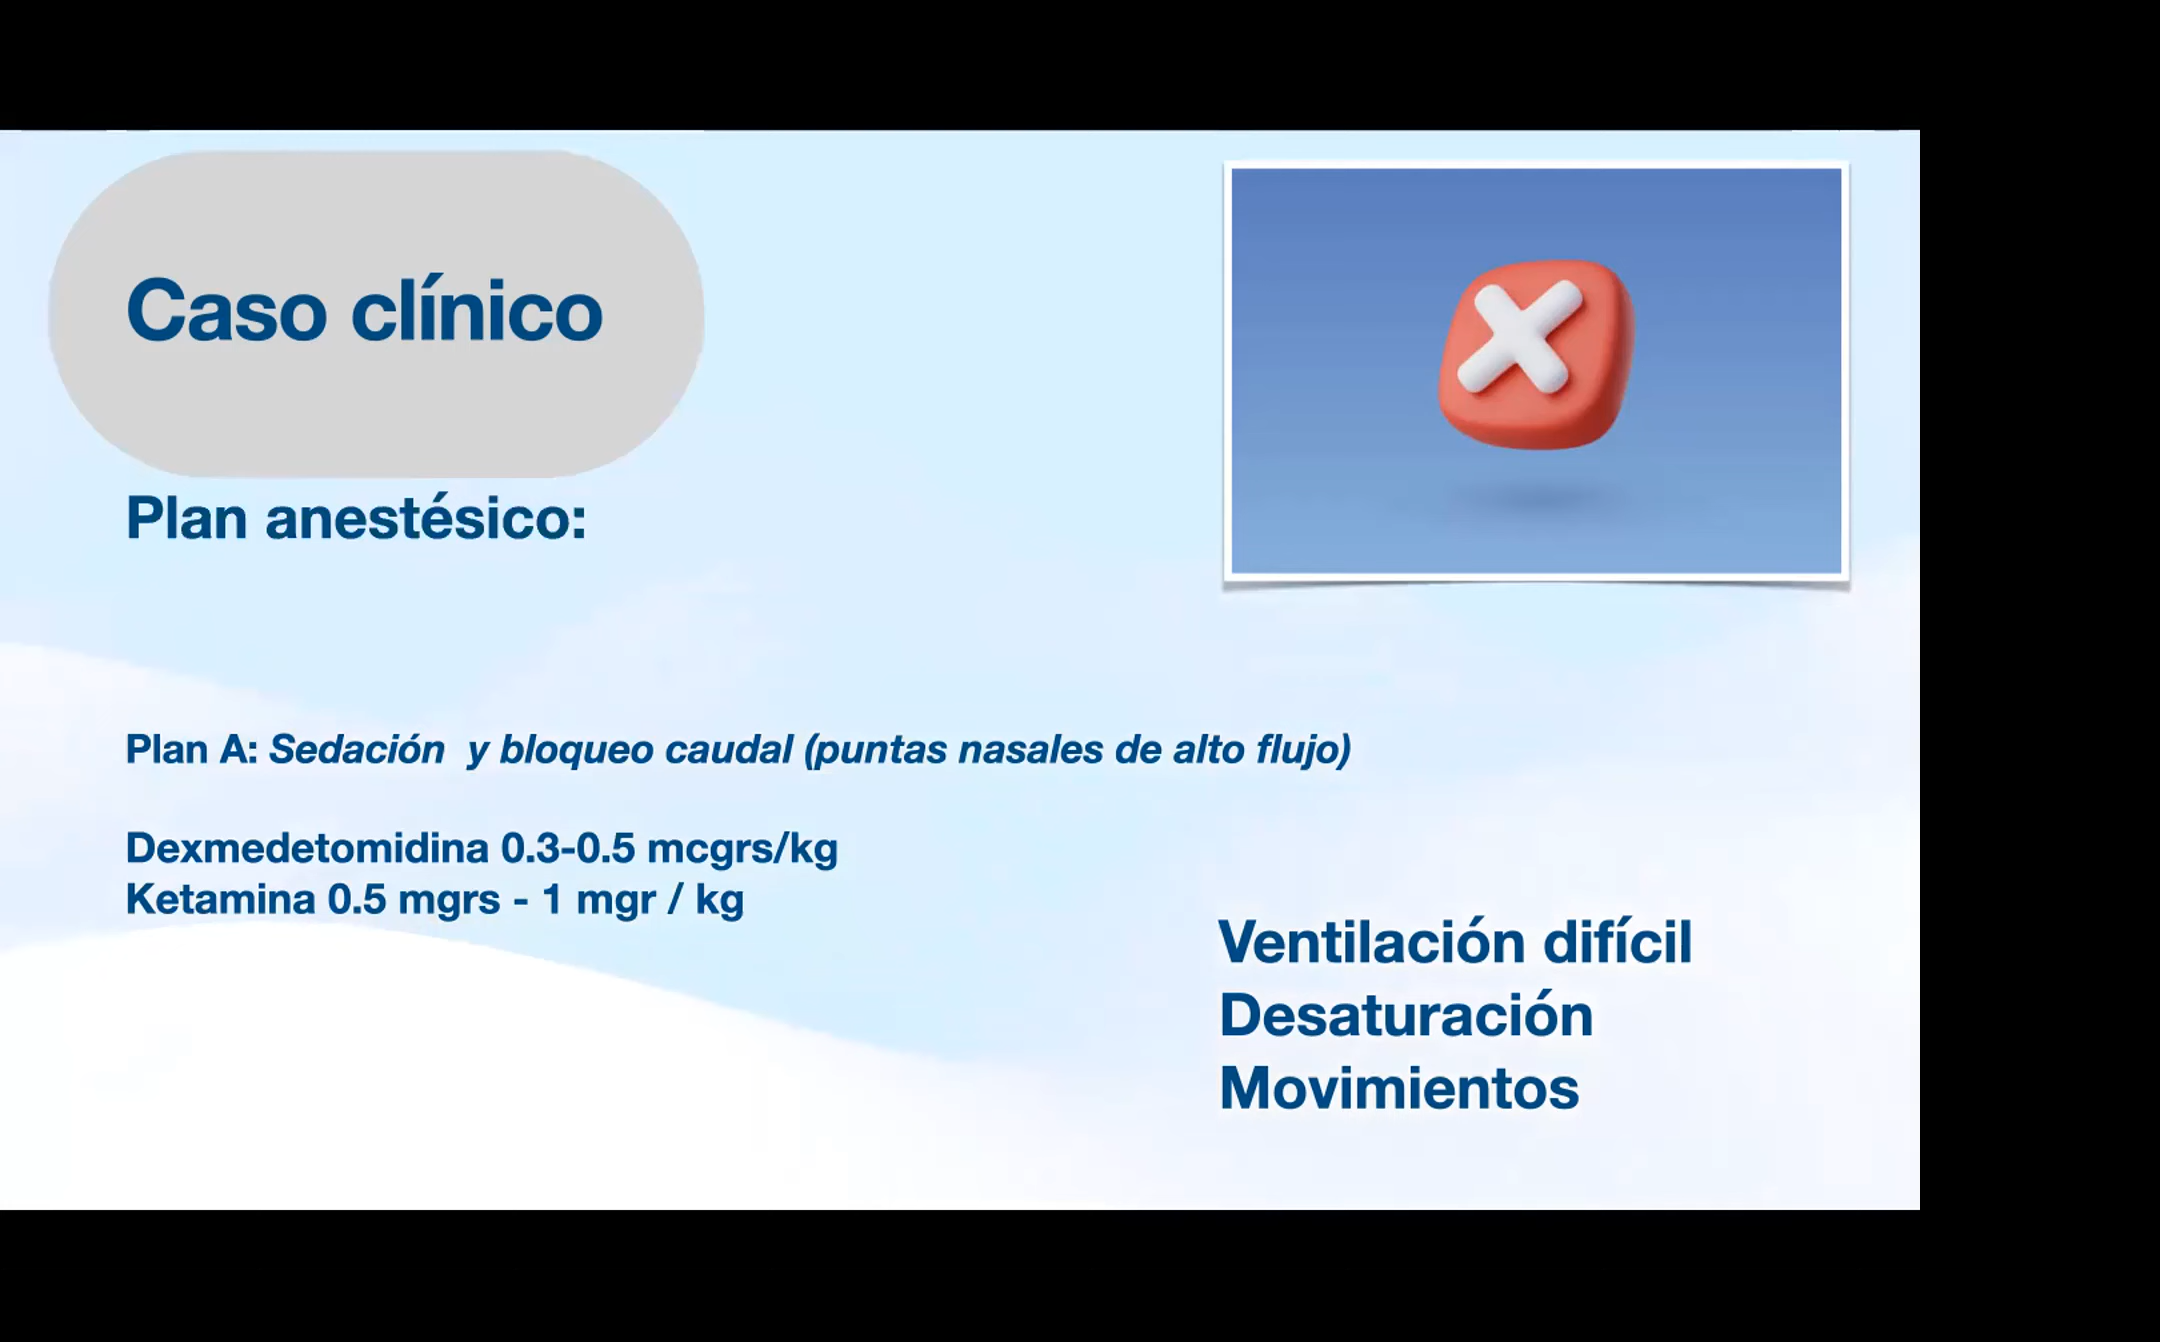 Caso clínico
Plan anestésico:
Plan A: Sedación y bloqueo caudal (puntas nasales de alto flujo)
Dexmedetomidina 0.3-0.5 mcgrs/kg
Ketamina 0.5 mgrs - 1 mgr / kg
Ventilación difícil
Desaturación
Movimientos